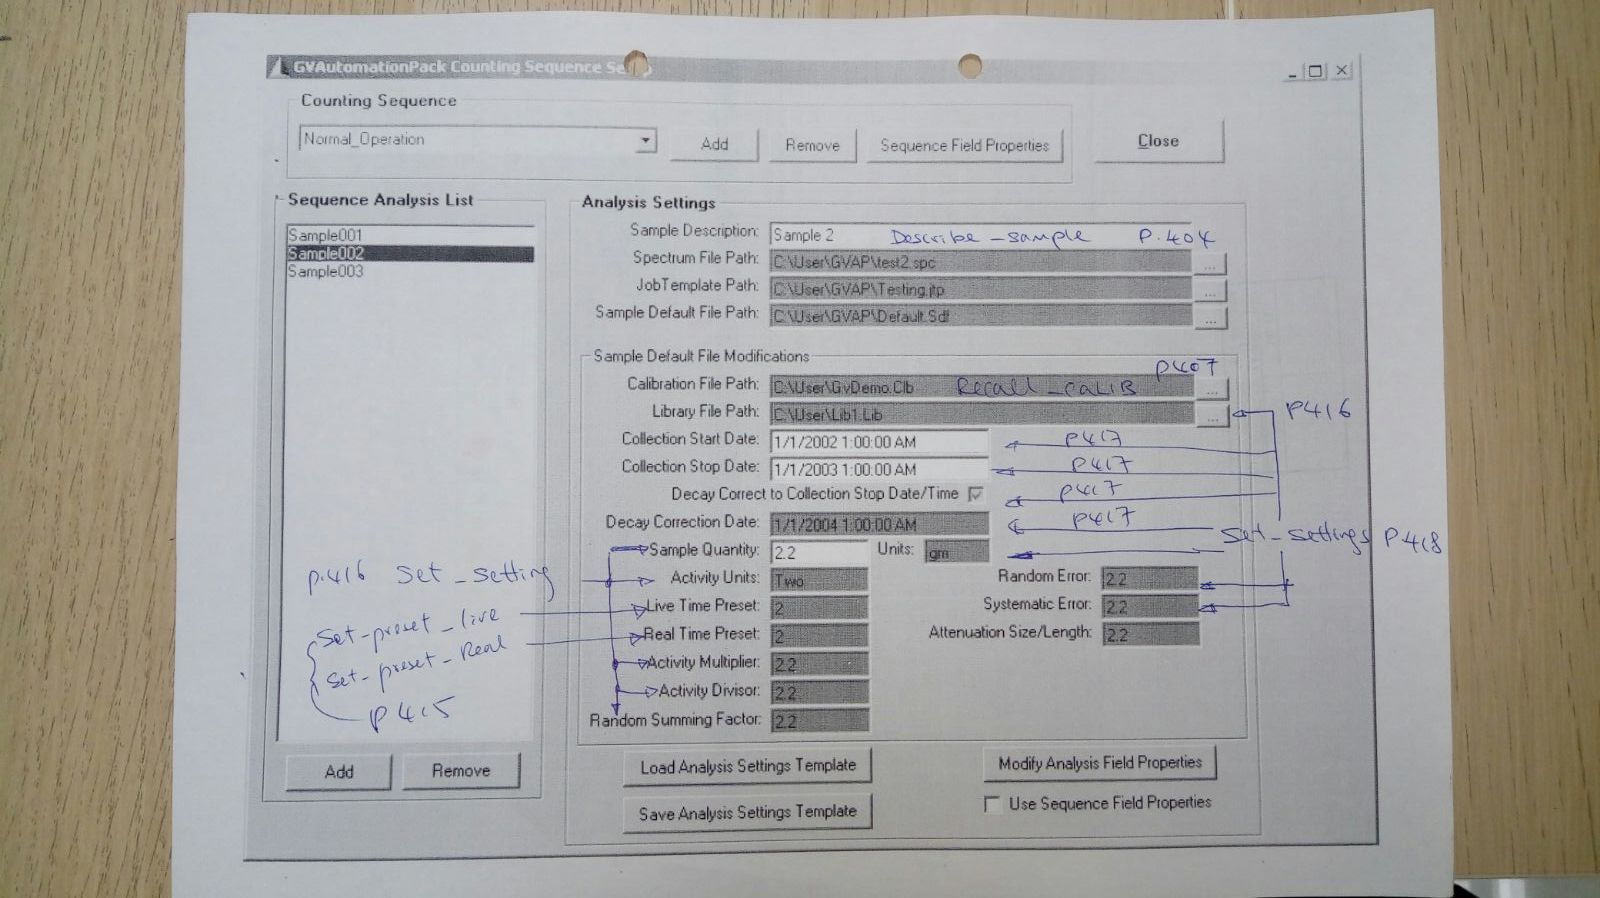 GVAutomationPack Counting Sequence Se
Counting Sequence
Normal_Operation
Add
Remove
Sequence Field Properties
Close
Sequence Analysis List
Sample001
Sample002
Sample003
Add
Remove
Analysis Settings
Sample Description: Sample 2 Describe_sample P.404
Spectrum File Path: C:\User\GVAP\test2.spc ...
JobTemplate Path: C:\User\GVAP\Testing.jtp ...
Sample Default File Path: C:\User\GVAP\Default.Sdf ...
Sample Default File Modifications
P407
Calibration File Path: C:\User\GvDemo.Clb Recall_CALIB ...
Library File Path: C:\User\Lib1.Lib ... P416
Collection Start Date: 1/1/2002 1:00:00 AM P417
Collection Stop Date: 1/1/2003 1:00:00 AM P417
Decay Correct to Collection Stop Date/Time P417
Decay Correction Date: 1/1/2004 1:00:00 AM P417
Set_settings P418
Sample Quantity: 2.2 Units: gm
P.416 Set_setting
Activity Units: Two Random Error: 2.2
Set_preset_live
Live Time Preset: 2 Systematic Error: 2.2
Set_preset_Real
Real Time Preset: 2 Attenuation Size/Length: 2.2
P415
Activity Multiplier: 2.2
Activity Divisor: 2.2
Random Summing Factor: 2.2
Load Analysis Settings Template
Modify Analysis Field Properties
Save Analysis Settings Template
Use Sequence Field Properties